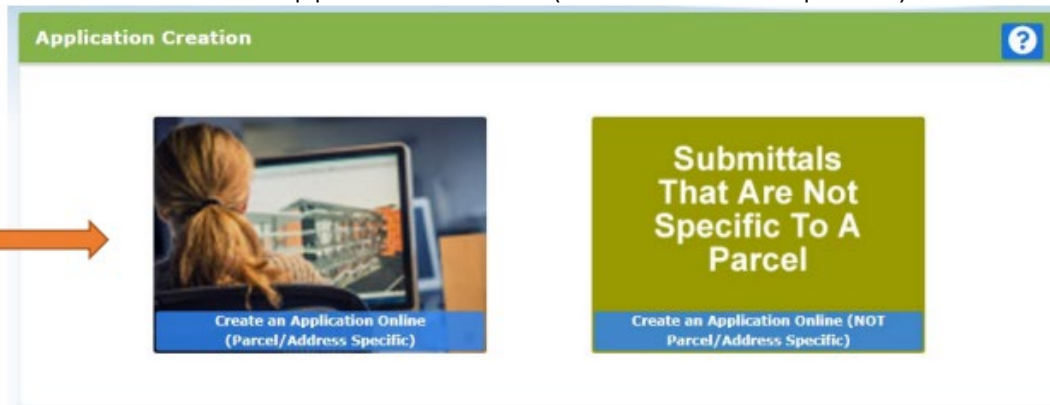 Application Creation
?
Submittals
That Are Not
Specific To A
Parcel
Create an Application Online
(Parcel/Address Specific)
Create an Application Online (NOT
Parcel/Address Specific)